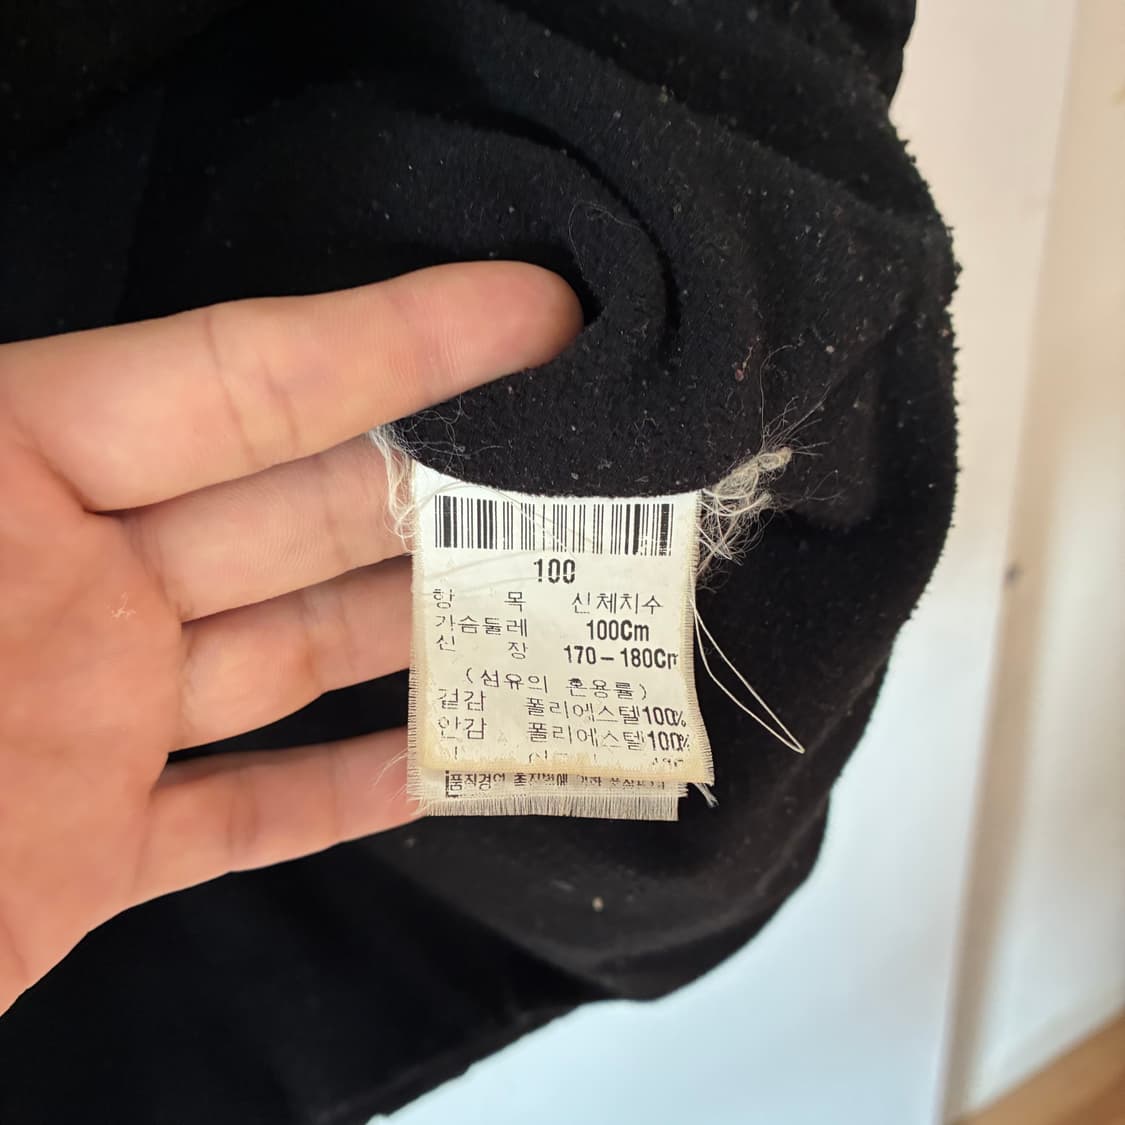 100
항 목 신체치수
가슴둘레 100Cm
신 장 170-180Cm
(섬유의 혼용률)
겉감 폴리에스텔100%
안감 폴리에스텔100%